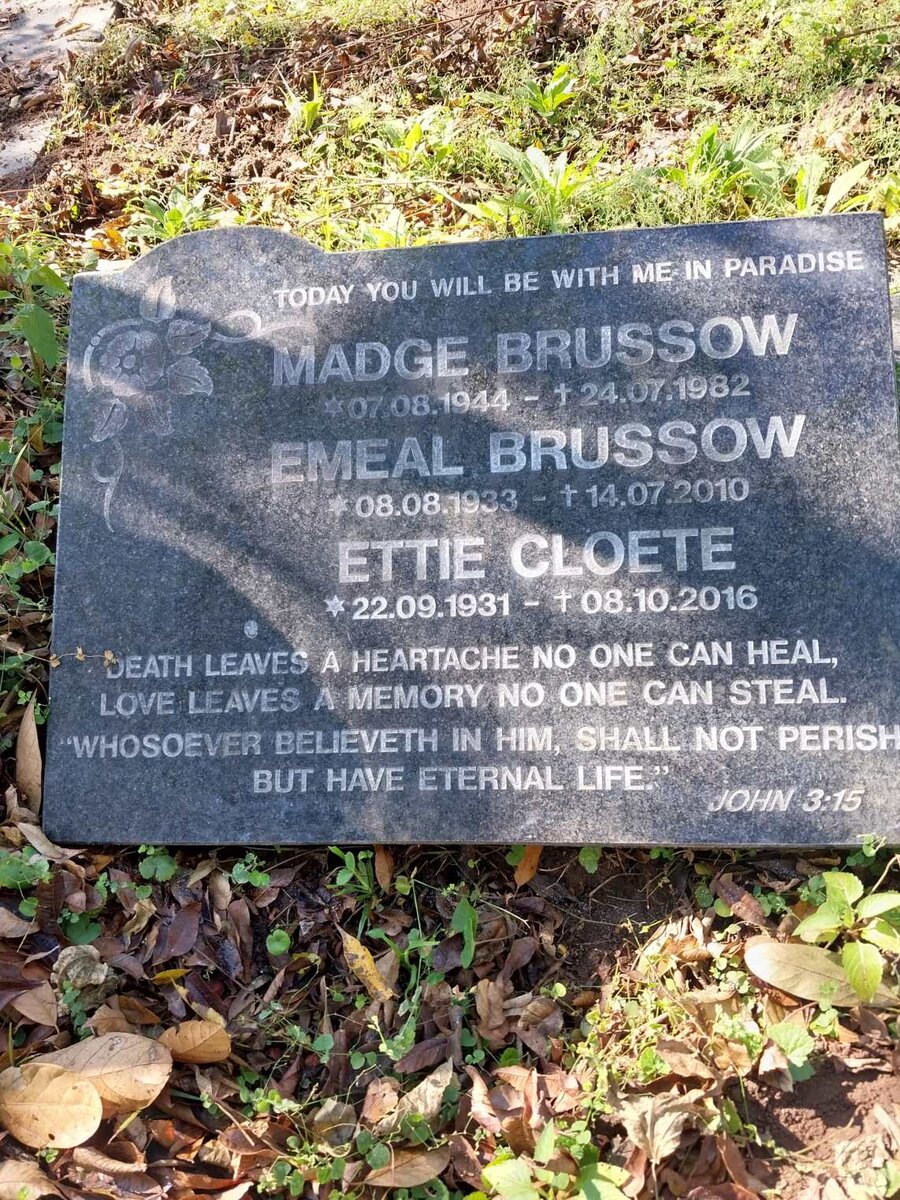 TODAY YOU WILL BE WITH ME IN PARADISE
MADGE BRUSSOW
✡07.08.1944 - ✝24.07.1982
EMEAL BRUSSOW
✶08.08.1933 - ✝14.07.2010
ETTIE CLOETE
✡22.09.1931 - ✝08.10.2016
DEATH LEAVES A HEARTACHE NO ONE CAN HEAL,
LOVE LEAVES A MEMORY NO ONE CAN STEAL.
"WHOSOEVER BELIEVETH IN HIM, SHALL NOT PERISH
BUT HAVE ETERNAL LIFE."
JOHN 3:15